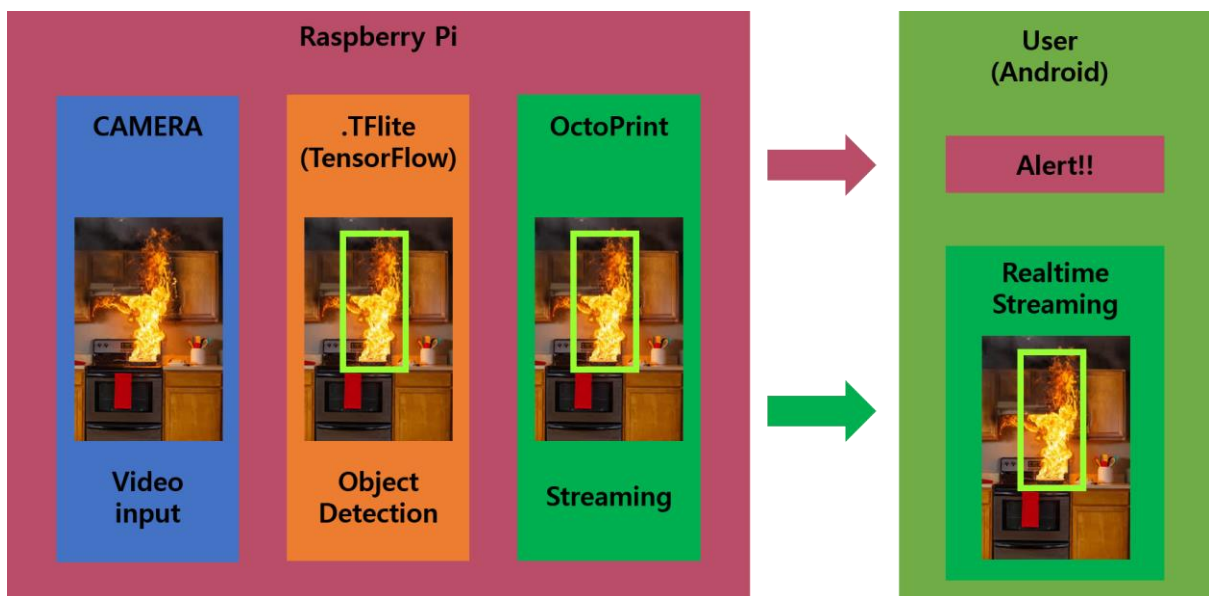 Raspberry Pi
CAMERA
Video
input
.TFlite
(TensorFlow)
Object
Detection
OctoPrint
Streaming
User
(Android)
Alert!!
Realtime
Streaming